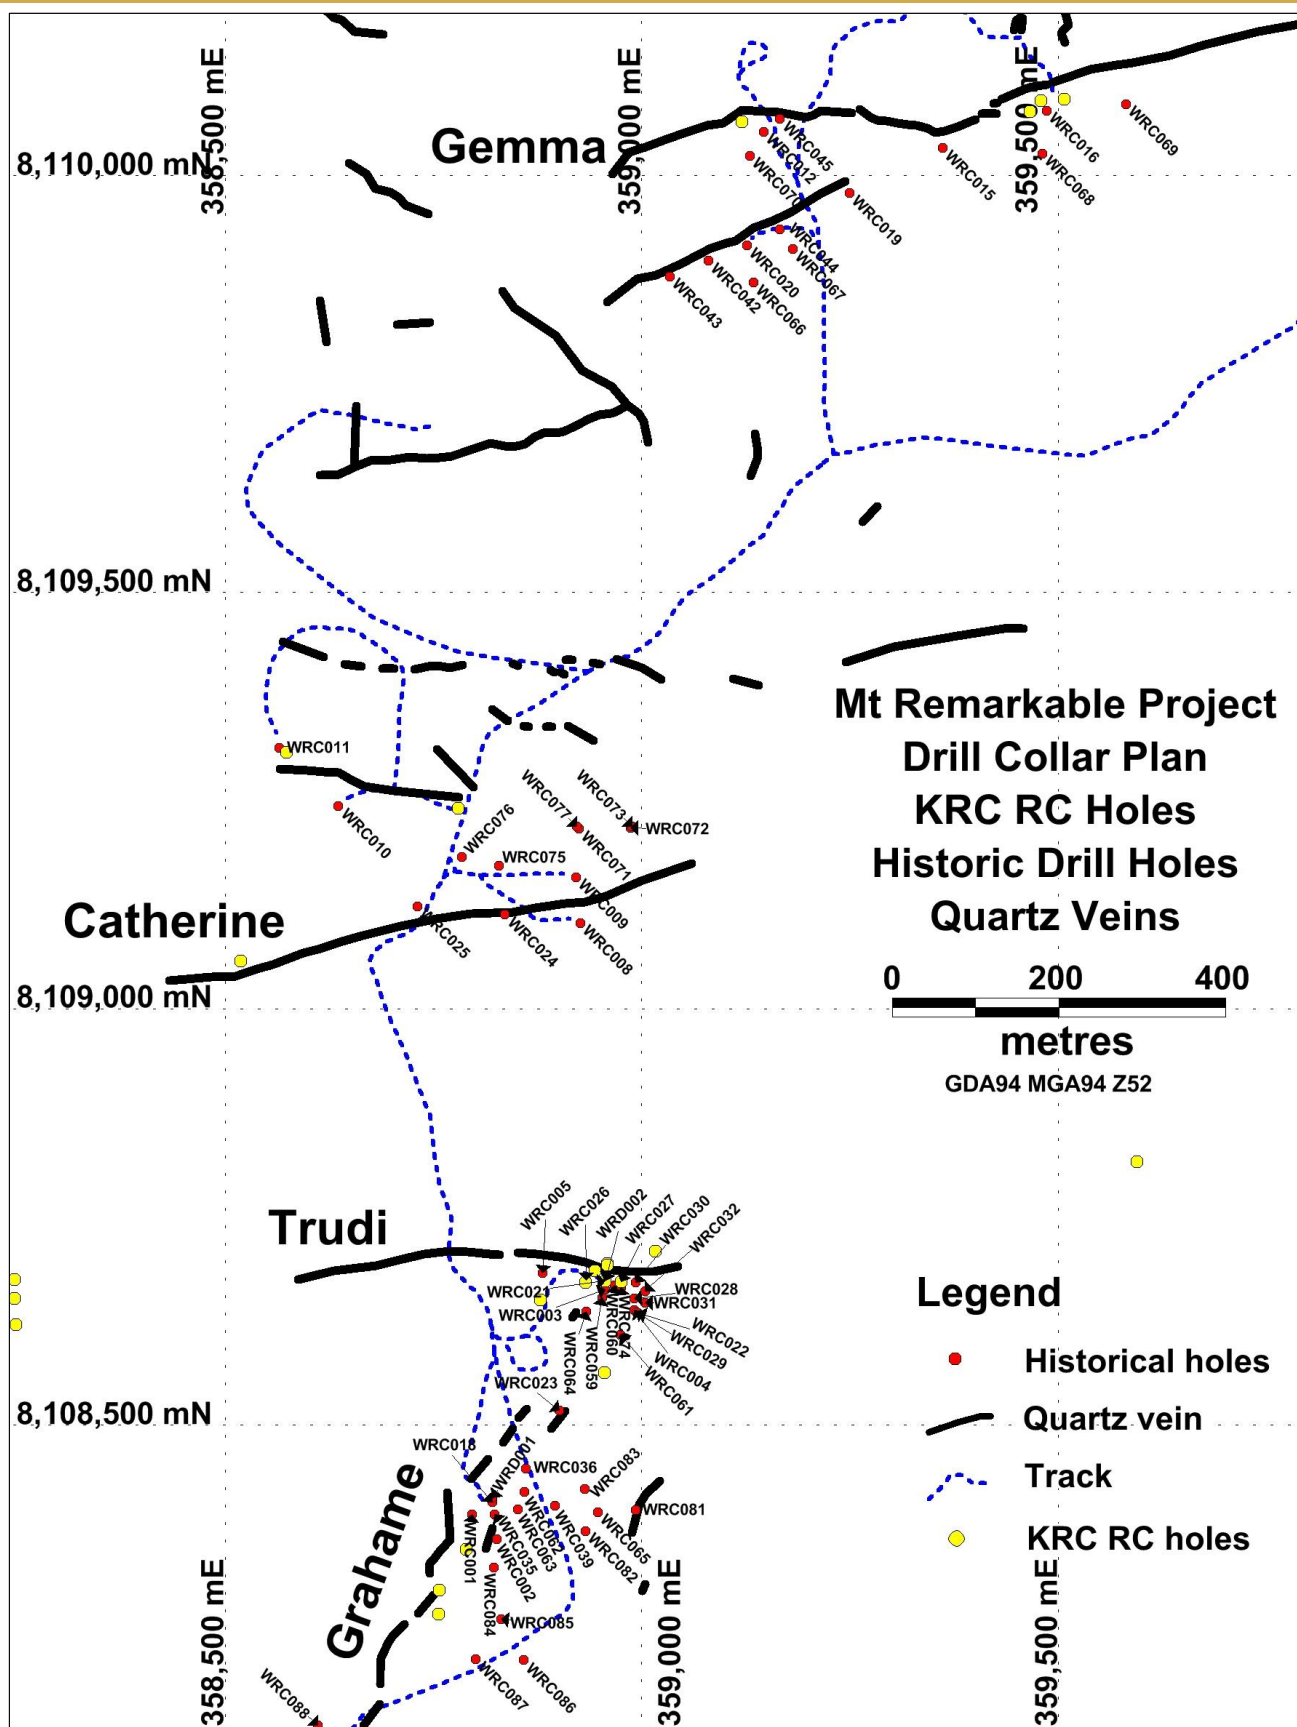 358,500 mE
359,000 mE
359,500 mE
Gemma
8,110,000 mN
WRC045
WRC012
WRC070
WRC015
WRC016
WRC068
WRC069
WRC019
WRC044
WRC067
WRC020
WRC066
WRC042
WRC043
8,109,500 mN
Mt Remarkable Project
Drill Collar Plan
KRC RC Holes
Historic Drill Holes
Quartz Veins
WRC011
WRC010
WRC076
WRC077
WRC073
WRC072
WRC071
WRC075
WRC009
WRC008
WRC024
WRC025
Catherine
8,109,000 mN
0 200 400
metres
GDA94 MGA94 Z52
Trudi
WRC005
WRC026
WRD002
WRC027
WRC030
WRC032
WRC021
WRC003
WRC028
WRC031
WRC022
WRC029
WRC004
WRC061
WRC074
WRC060
WRC059
WRC064
WRC023
8,108,500 mN
Legend
Historical holes
Quartz vein
Track
KRC RC holes
WRC018
WRD001
WRC036
WRC083
WRC081
WRC065
WRC082
WRC039
WRC062
WRC063
WRC035
WRC002
WRC001
WRC084
WRC085
Grahame
WRC086
WRC087
WRC088
358,500 mE
359,000 mE
359,500 mE